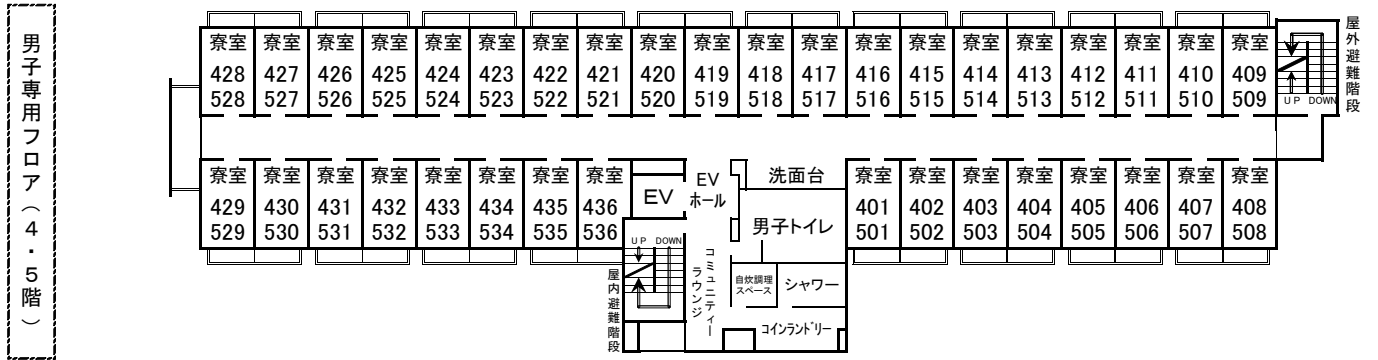 男子専用フロア（4・5階）
寮室 寮室 寮室 寮室 寮室 寮室 寮室 寮室 寮室 寮室 寮室 寮室 寮室 寮室 寮室 寮室 寮室 寮室 寮室 寮室
428 427 426 425 424 423 422 421 420 419 418 417 416 415 414 413 412 411 410 409
528 527 526 525 524 523 522 521 520 519 518 517 516 515 514 513 512 511 510 509
UP DOWN
屋外避難階段
寮室 寮室 寮室 寮室 寮室 寮室 寮室 寮室
429 430 431 432 433 434 435 436
529 530 531 532 533 534 535 536
EV
EV
ホール
洗面台
男子トイレ
寮室 寮室 寮室 寮室 寮室 寮室 寮室 寮室
401 402 403 404 405 406 407 408
501 502 503 504 505 506 507 508
UP DOWN
屋内避難階段
コミュニティー
ラウンジ
自炊調理
スペース
シャワー
コインランドリー